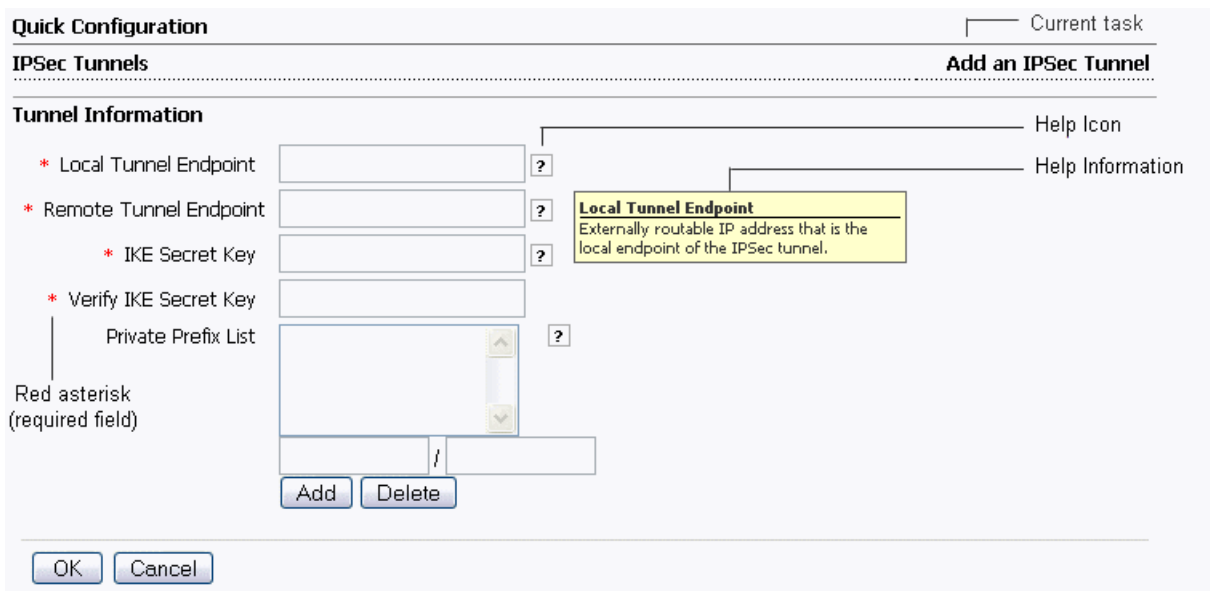 Quick Configuration
Current task
IPSec Tunnels
Add an IPSec Tunnel
Tunnel Information
Help Icon
* Local Tunnel Endpoint
?
Help Information
* Remote Tunnel Endpoint
?
Local Tunnel Endpoint
Externally routable IP address that is the
local endpoint of the IPSec tunnel.
* IKE Secret Key
?
* Verify IKE Secret Key
Private Prefix List
?
Red asterisk
(required field)
/
Add
Delete
OK
Cancel